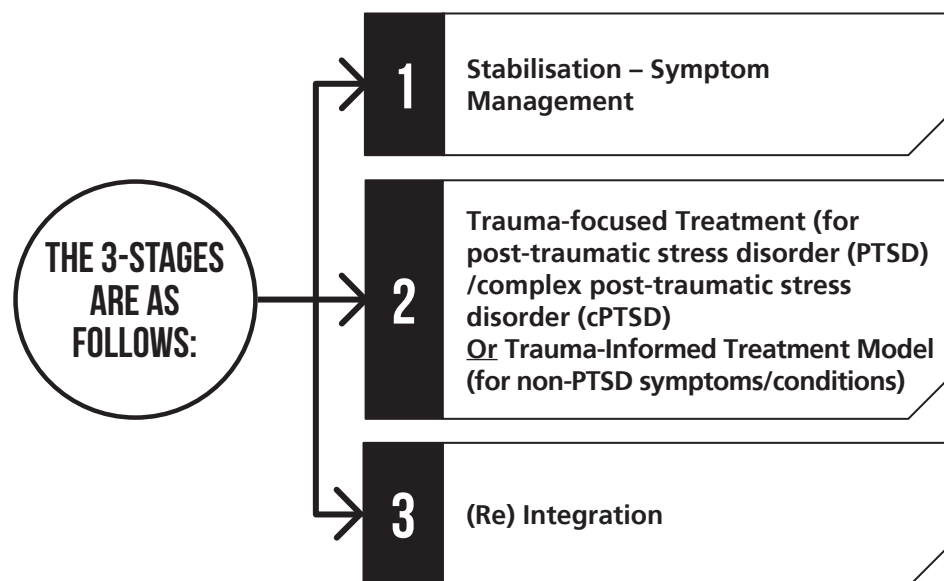 THE 3-STAGES
ARE AS
FOLLOWS:
1
Stabilisation – Symptom
Management
2
Trauma-focused Treatment (for
post-traumatic stress disorder (PTSD)
/complex post-traumatic stress
disorder (cPTSD)
Or Trauma-Informed Treatment Model
(for non-PTSD symptoms/conditions)
3
(Re) Integration